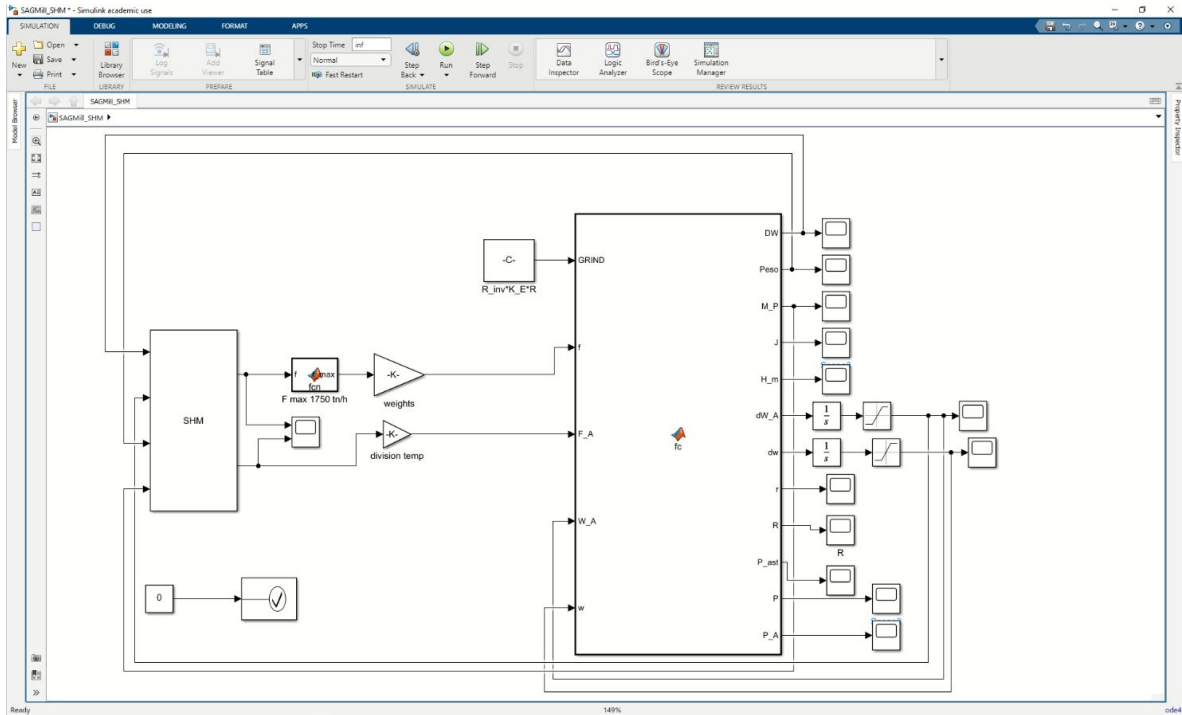 SAGMill_SHM * - Simulink academic use
SIMULATION
DEBUG
MODELING
FORMAT
APPS
New
Open
Save
Print
FILE
Library Browser
LIBRARY
Log Signals
Add Viewer
Signal Table
PREPARE
Stop Time inf
Normal
Fast Restart
Step Back
Run
Step Forward
Stop
SIMULATE
Data Inspector
Logic Analyzer
Bird's-Eye Scope
Simulation Manager
REVIEW RESULTS
Model Browser
SAGMill_SHM
SAGMill_SHM
Property Inspector
-C-
R_inv*K_E*R
GRIND
f
F_A
W_A
w
fc
DW
Peso
M_P
J
H_m
dW_A
dw
r
R
P_ast
P
P_A
1
s
1
s
R
SHM
f
fcn
F max 1750 tn/h
-K-
weights
-K-
division temp
0
Ready
149%
ode4